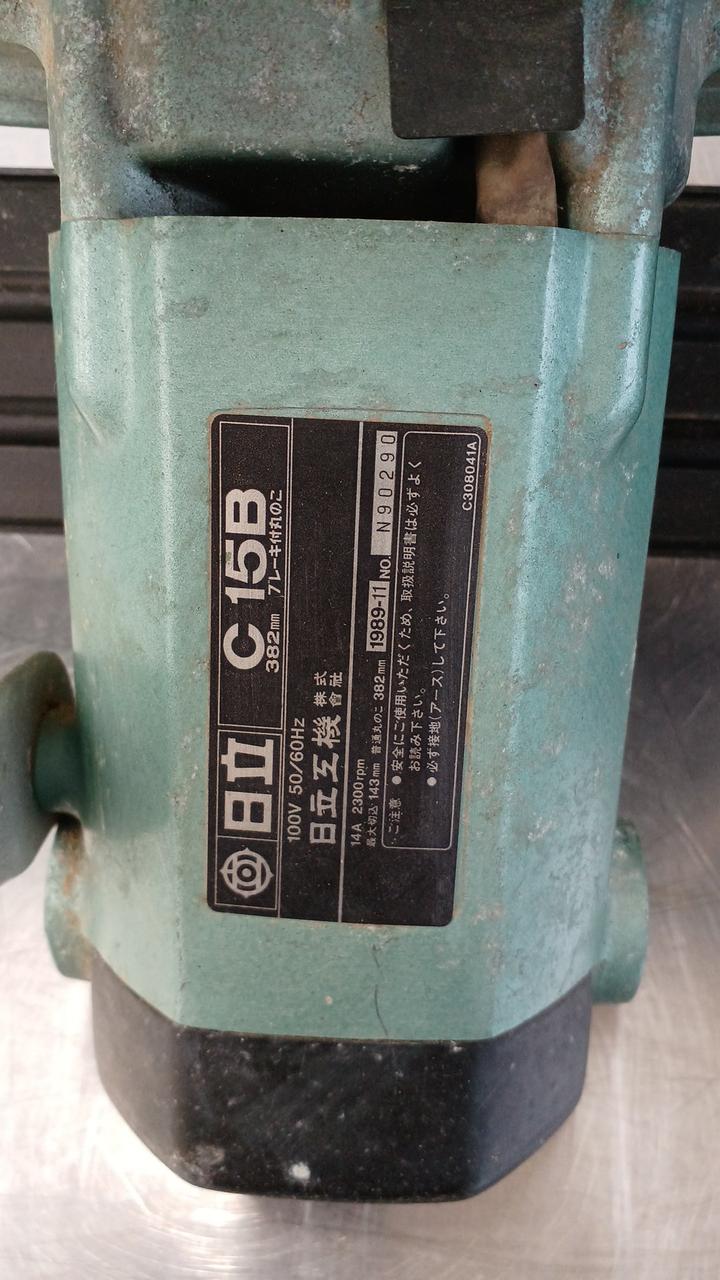 日立
C 15B
382mm ブレーキ付丸のこ
100V 50/60Hz
日立工機 株式會社
14A 2300rpm
最大切込 143mm 普通丸のこ 382mm
1989-11 NO. N90290
ご注意 ●安全にご使用いただくため、取扱説明書は必ずよく
お読み下さい。
●必ず接地(アース)して下さい。
C308041A